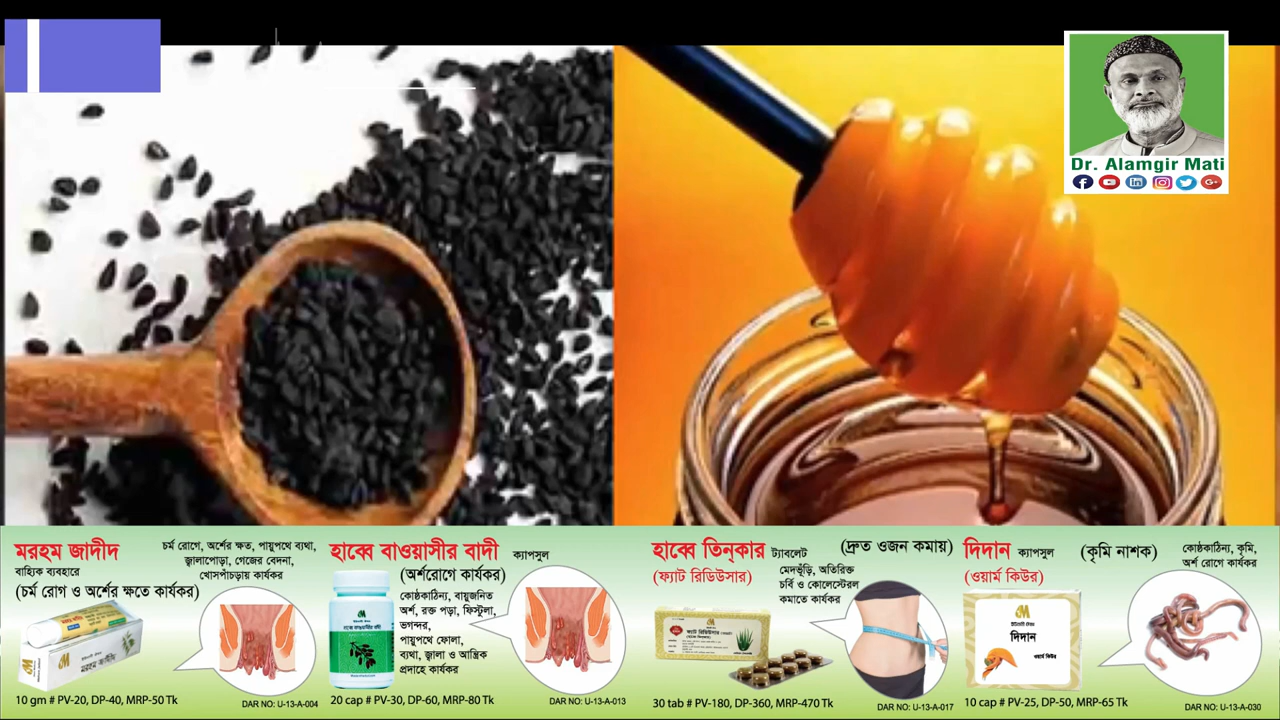 Dr. Alamgir Mati
মরহম জাদীদ
বাহ্যিক ব্যবহারে
(চর্ম রোগ ও অর্শের ক্ষতে কার্যকর)
চর্ম রোগে, অর্শের ক্ষত, পায়ুপথে ব্যথা,
জ্বালাপোড়া, গেজের বেদনা,
খোসপাঁচড়ায় কার্যকর
মরহম জাদীদ
10 gm # PV-20, DP-40, MRP-50 Tk
DAR NO: U-13-A-004
হাব্বে বাওয়াসীর বাদী ক্যাপসুল
(অর্শরোগে কার্যকর)
কোষ্ঠকাঠিন্য, বায়ুজনিত
অর্শ, রক্ত পড়া, ফিস্টুলা,
ভগন্দর,
পায়ুপথে ফোলা,
ব্যথা, জ্বালা ও আন্ত্রিক
প্রদাহে কার্যকর
20 cap # PV-30, DP-60, MRP-80 Tk
DAR NO: U-13-A-013
হাব্বে তিন্‌কার ট্যাবলেট
(দ্রুত ওজন কমায়)
(ফ্যাট রিডিউসার)
মেদভূঁড়ি, অতিরিক্ত
চর্বি ও কোলেস্টেরল
কমাতে কার্যকর
ফ্যাট রিডিউসার
30 tab # PV-180, DP-360, MRP-470 Tk
DAR NO: U-13-A-017
দিদান ক্যাপসুল
(কৃমি নাশক)
(ওয়ার্ম কিউর)
কোষ্ঠকাঠিন্য, কৃমি,
অর্শ রোগে কার্যকর
দিদান
ওয়ার্ম কিউর
10 cap # PV-25, DP-50, MRP-65 Tk
DAR NO: U-13-A-030